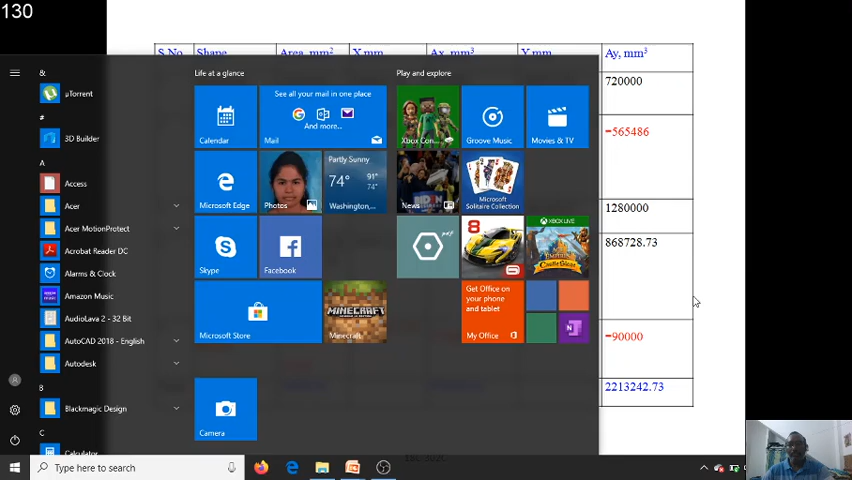 130
S.No
Shape
Area, mm²
X mm
Ax, mm³
Y mm
Ay, mm³
720000
-565486
1280000
868728.73
-90000
2213242.73
&
µTorrent
#
3D Builder
A
Access
Acer
Acer MotionProtect
Acrobat Reader DC
Alarms & Clock
Amazon Music
AudioLava 2 - 32 Bit
AutoCAD 2018 - English
Autodesk
B
Blackmagic Design
C
Calculator
Life at a glance
Calendar
See all your mail in one place
And more...
Mail
Microsoft Edge
Photos
Partly Sunny
74°
91°
74°
Washington,...
Skype
Facebook
Microsoft Store
Minecraft
Camera
Play and explore
Xbox Con...
Groove Music
Movies & TV
News
Microsoft
Solitaire Collection
8
XBOX LIVE
Castle Siege
Get Office on
your phone
and tablet
My Office
Type here to search